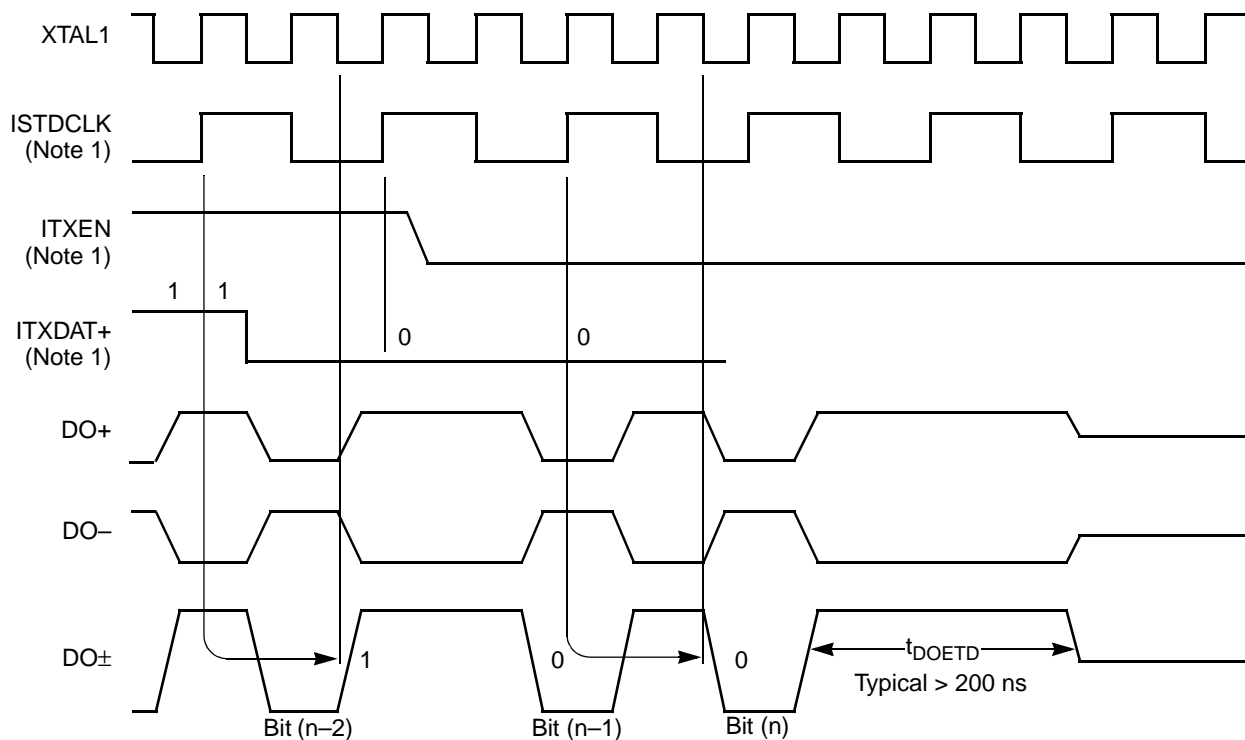 XTAL1
ISTDCLK
(Note 1)
ITXEN
(Note 1)
1 1
ITXDAT+
(Note 1)
0 0
DO+
DO–
DO±
1 0 0
tDOETD
Typical > 200 ns
Bit (n–2) Bit (n–1) Bit (n)